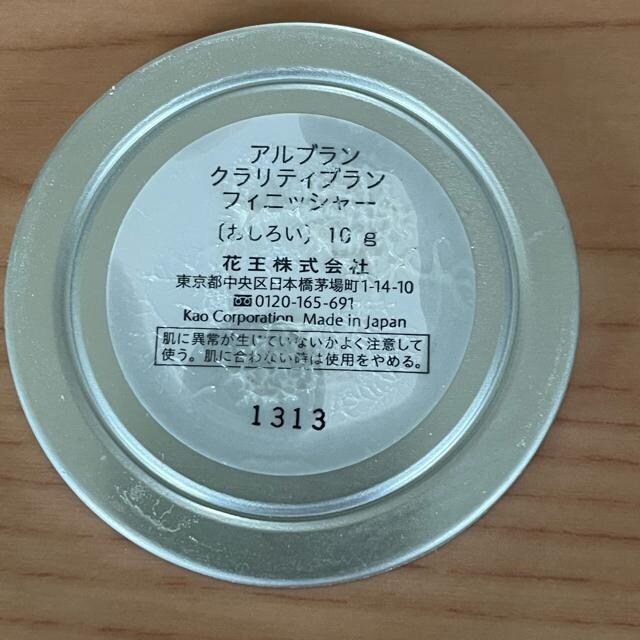 アルブラン
クラリティブラン
フィニッシャー
〔おしろい〕 10 g
花王株式会社
東京都中央区日本橋茅場町1-14-10
0120-165-691
Kao Corporation Made in Japan
肌に異常が生じていないかよく注意して
使う。肌に合わない時は使用をやめる。
1313